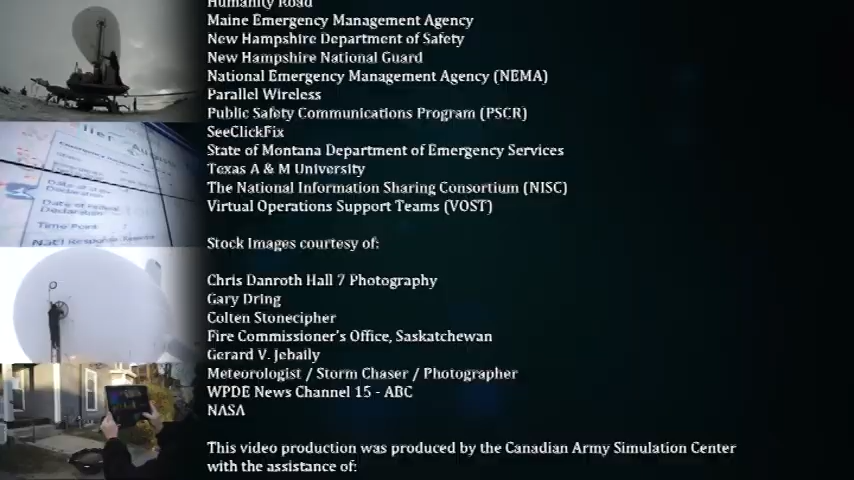 Humanity Road
Maine Emergency Management Agency
New Hampshire Department of Safety
New Hampshire National Guard
National Emergency Management Agency (NEMA)
Parallel Wireless
Public Safety Communications Program (PSCR)
SeeClickFix
State of Montana Department of Emergency Services
Texas A & M University
The National Information Sharing Consortium (NISC)
Virtual Operations Support Teams (VOST)
Stock Images courtesy of:
Chris Danroth Hall 7 Photography
Gary Dring
Colten Stonecipher
Fire Commissioner's Office, Saskatchewan
Gerard V. Jebaily
Meteorologist / Storm Chaser / Photographer
WPDE News Channel 15 - ABC
NASA
This video production was produced by the Canadian Army Simulation Center
with the assistance of:
Declaration
Declaration
Time Point